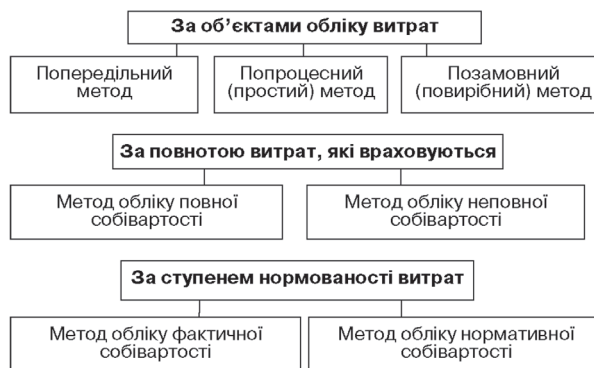 За об’єктами обліку витрат
Попередільний
метод
Попроцесний
(простий) метод
Позамовний
(повирібний) метод
За повнотою витрат, які враховуються
Метод обліку повної
собівартості
Метод обліку неповної
собівартості
За ступенем нормованості витрат
Метод обліку фактичної
собівартості
Метод обліку нормативної
собівартості